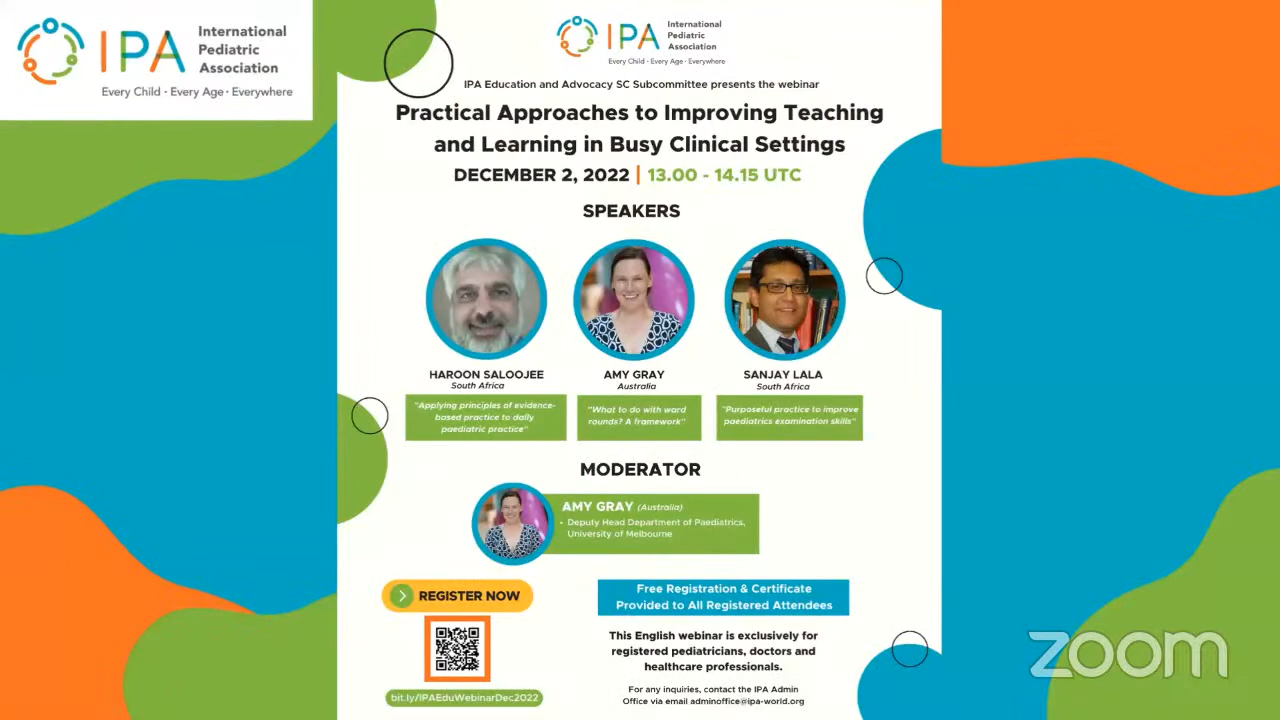 IPA
International
Pediatric
Association
Every Child · Every Age · Everywhere
IPA
International
Pediatric
Association
Every Child · Every Age · Everywhere
IPA Education and Advocacy SC Subcommittee presents the webinar
Practical Approaches to Improving Teaching
and Learning in Busy Clinical Settings
DECEMBER 2, 2022 | 13.00 - 14.15 UTC
SPEAKERS
HAROON SALOOJEE
South Africa
"Applying principles of evidence-
based practice to daily
paediatric practice"
AMY GRAY
Australia
"What to do with ward
rounds? A framework"
SANJAY LALA
South Africa
"Purposeful practice to improve
paediatrics examination skills"
MODERATOR
AMY GRAY (Australia)
• Deputy Head Department of Paediatrics,
University of Melbourne
REGISTER NOW
bit.ly/IPAEduWebinarDec2022
Free Registration & Certificate
Provided to All Registered Attendees
This English webinar is exclusively for
registered pediatricians, doctors and
healthcare professionals.
For any inquiries, contact the IPA Admin
Office via email adminoffice@ipa-world.org
zoom